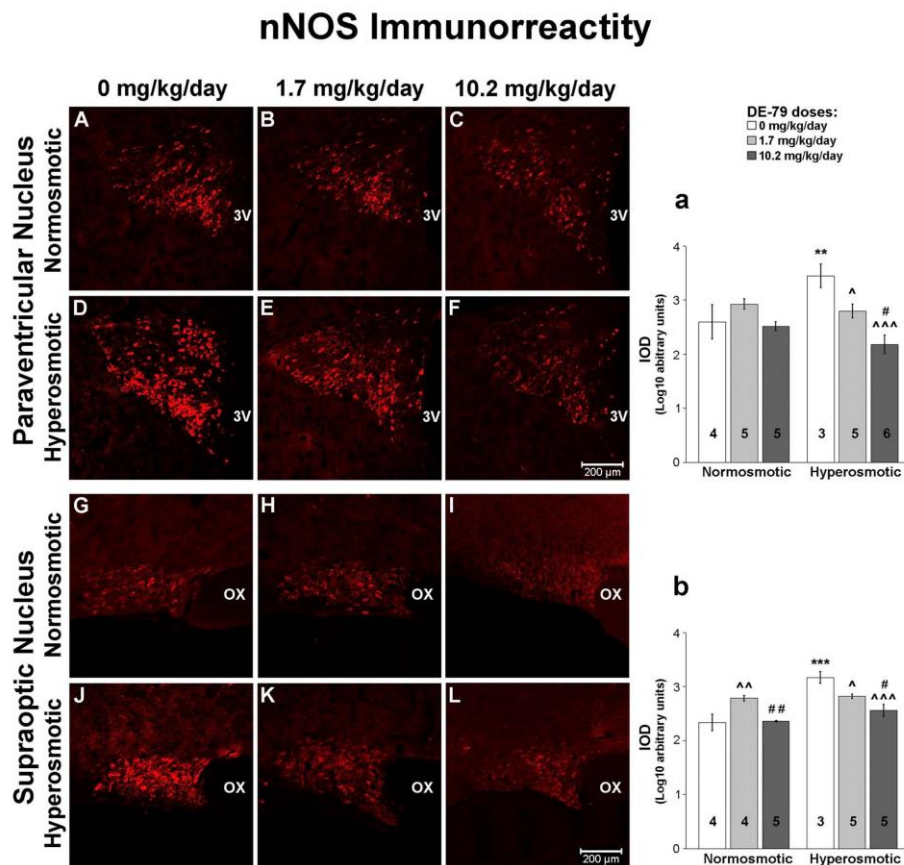 nNOS Immunorreactity
0 mg/kg/day
1.7 mg/kg/day
10.2 mg/kg/day
Paraventricular Nucleus
Normosmotic
A
3V
B
3V
C
3V
Hyperosmotic
D
3V
E
3V
F
3V
200 µm
Supraoptic Nucleus
Normosmotic
G
OX
H
OX
I
OX
Hyperosmotic
J
OX
K
OX
L
OX
200 µm
DE-79 doses:
0 mg/kg/day
1.7 mg/kg/day
10.2 mg/kg/day
a
IOD
(Log10 abitrary units)
4
3
2
1
0
**
^
#
^^^
4 5 5 3 5 6
Normosmotic Hyperosmotic
b
IOD
(Log10 arbitrary units)
4
3
2
1
0
^^
##
***
^
#
^^^
4 4 5 3 5 5
Normosmotic Hyperosmotic